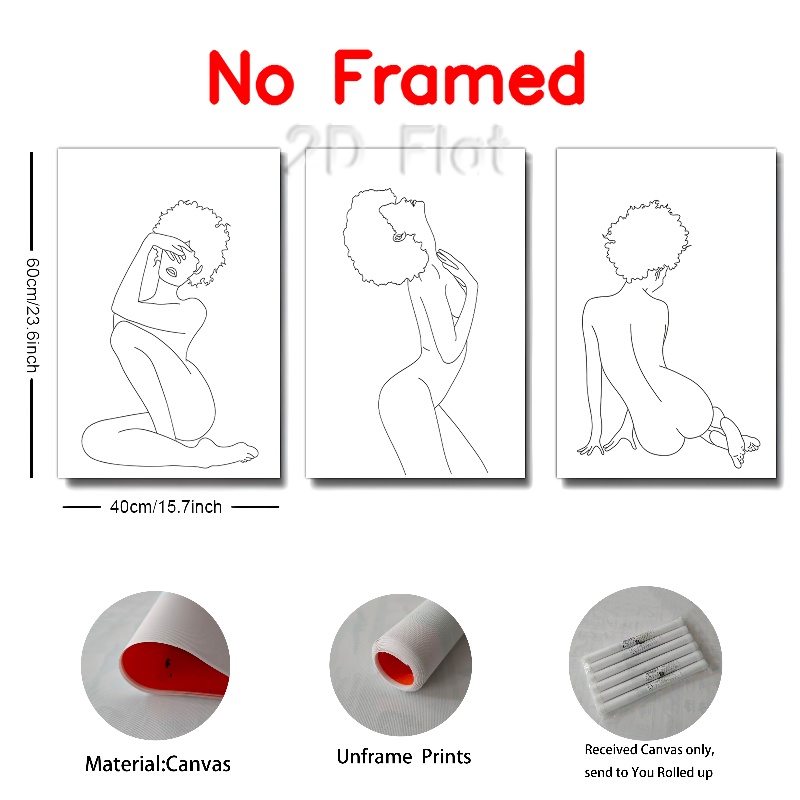 No Framed
2D Flat
60cm/23.6inch
40cm/15.7inch
Material:Canvas
Unframe Prints
Received Canvas only,
send to You Rolled up